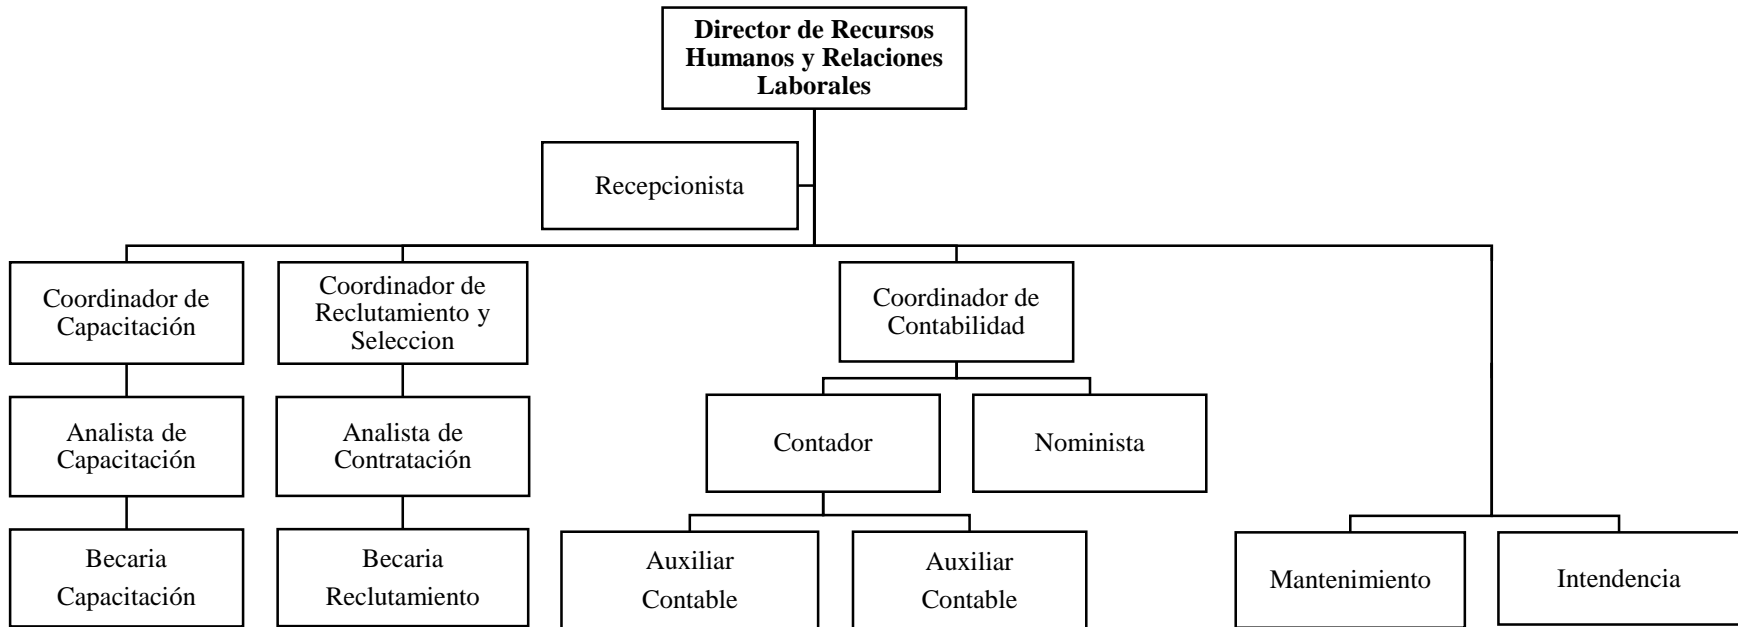 Director de Recursos
Humanos y Relaciones
Laborales
Recepcionista
Coordinador de
Capacitación
Coordinador de
Reclutamiento y
Seleccion
Coordinador de
Contabilidad
Analista de
Capacitación
Analista de
Contratación
Contador
Nominista
Becaria
Capacitación
Becaria
Reclutamiento
Auxiliar
Contable
Auxiliar
Contable
Mantenimiento
Intendencia